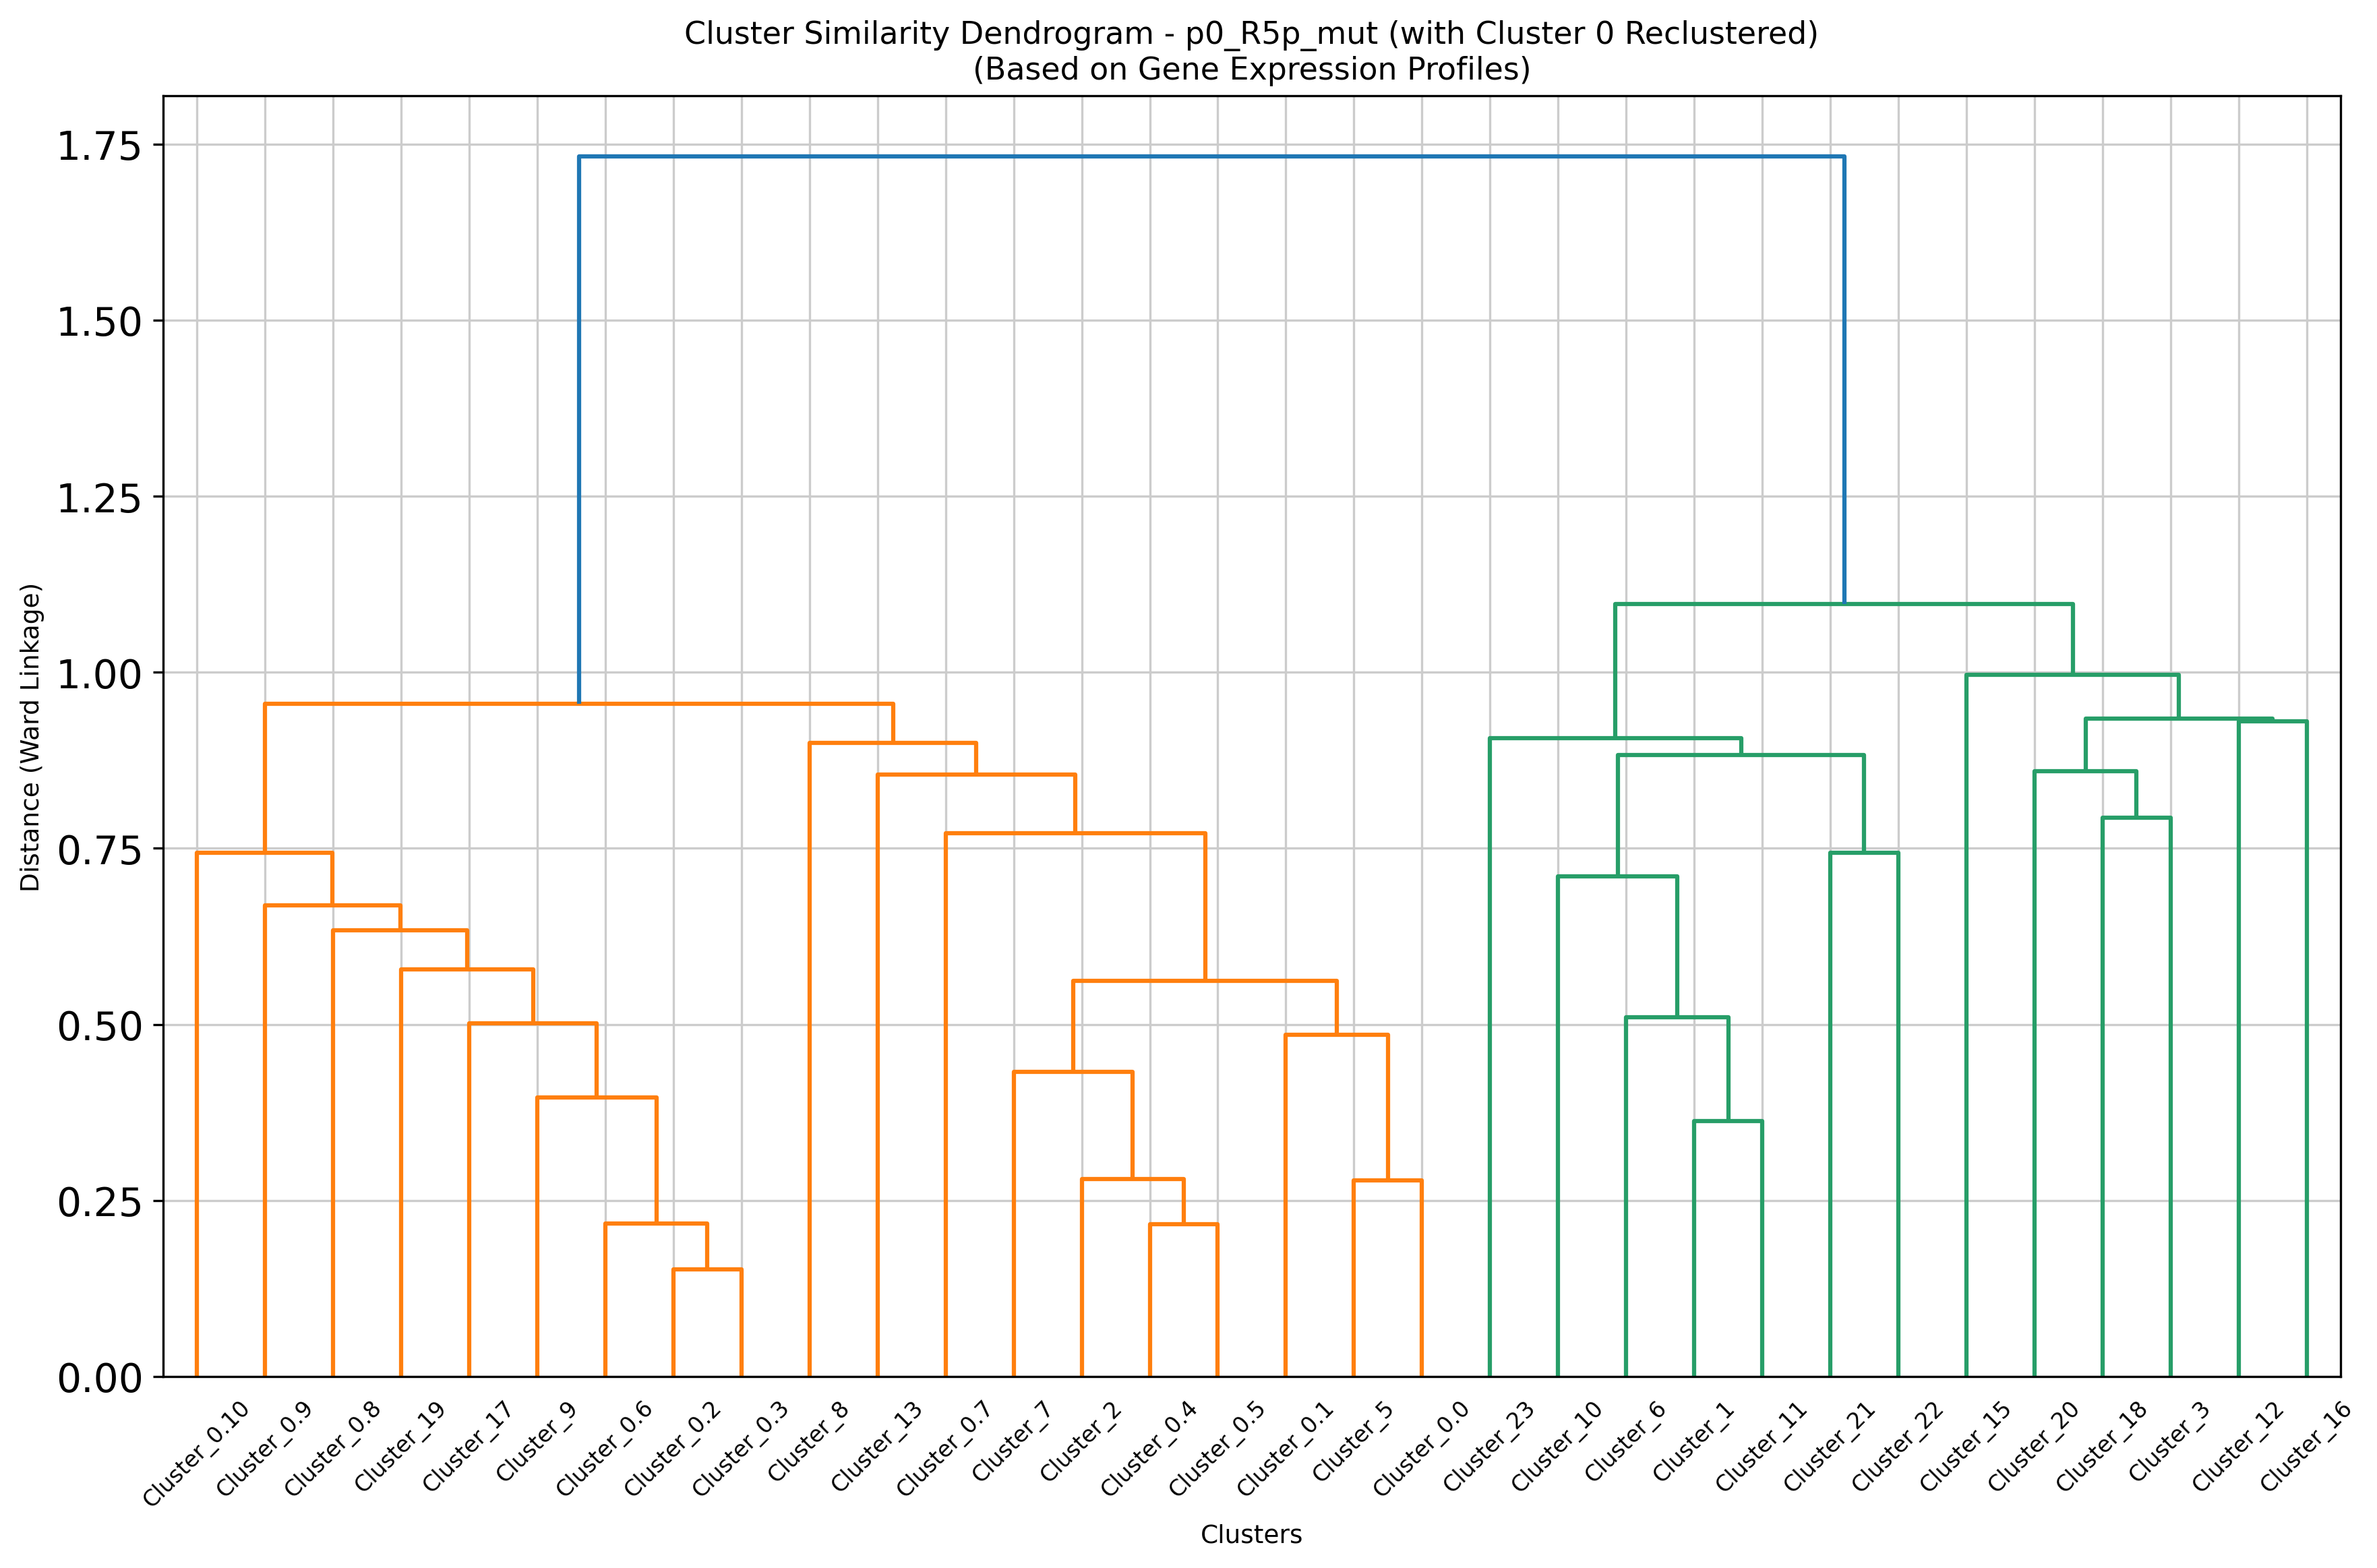 Cluster Similarity Dendrogram - p0_R5p_mut (with Cluster 0 Reclustered)
(Based on Gene Expression Profiles)
Distance (Ward Linkage)
1.75
1.50
1.25
1.00
0.75
0.50
0.25
0.00
Cluster_0.10
Cluster_0.9
Cluster_0.8
Cluster_19
Cluster_17
Cluster_9
Cluster_0.6
Cluster_0.2
Cluster_0.3
Cluster_8
Cluster_13
Cluster_0.7
Cluster_7
Cluster_2
Cluster_0.4
Cluster_0.5
Cluster_0.1
Cluster_5
Cluster_0.0
Cluster_23
Cluster_10
Cluster_6
Cluster_1
Cluster_11
Cluster_21
Cluster_22
Cluster_15
Cluster_20
Cluster_18
Cluster_3
Cluster_12
Cluster_16
Clusters